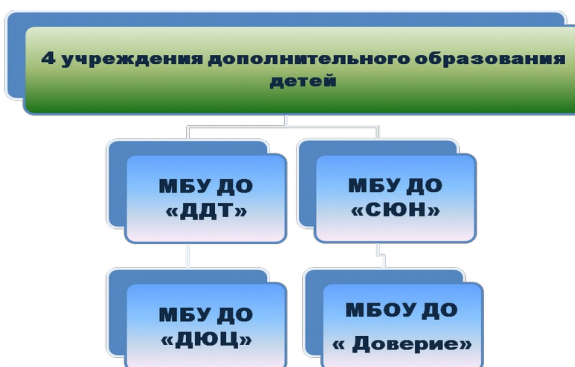 4 учреждения дополнительного образования
детей
МБУ ДО
«ДДТ»
МБУ ДО
«СЮН»
МБУ ДО
«ДЮЦ»
МБОУ ДО
« Доверие»